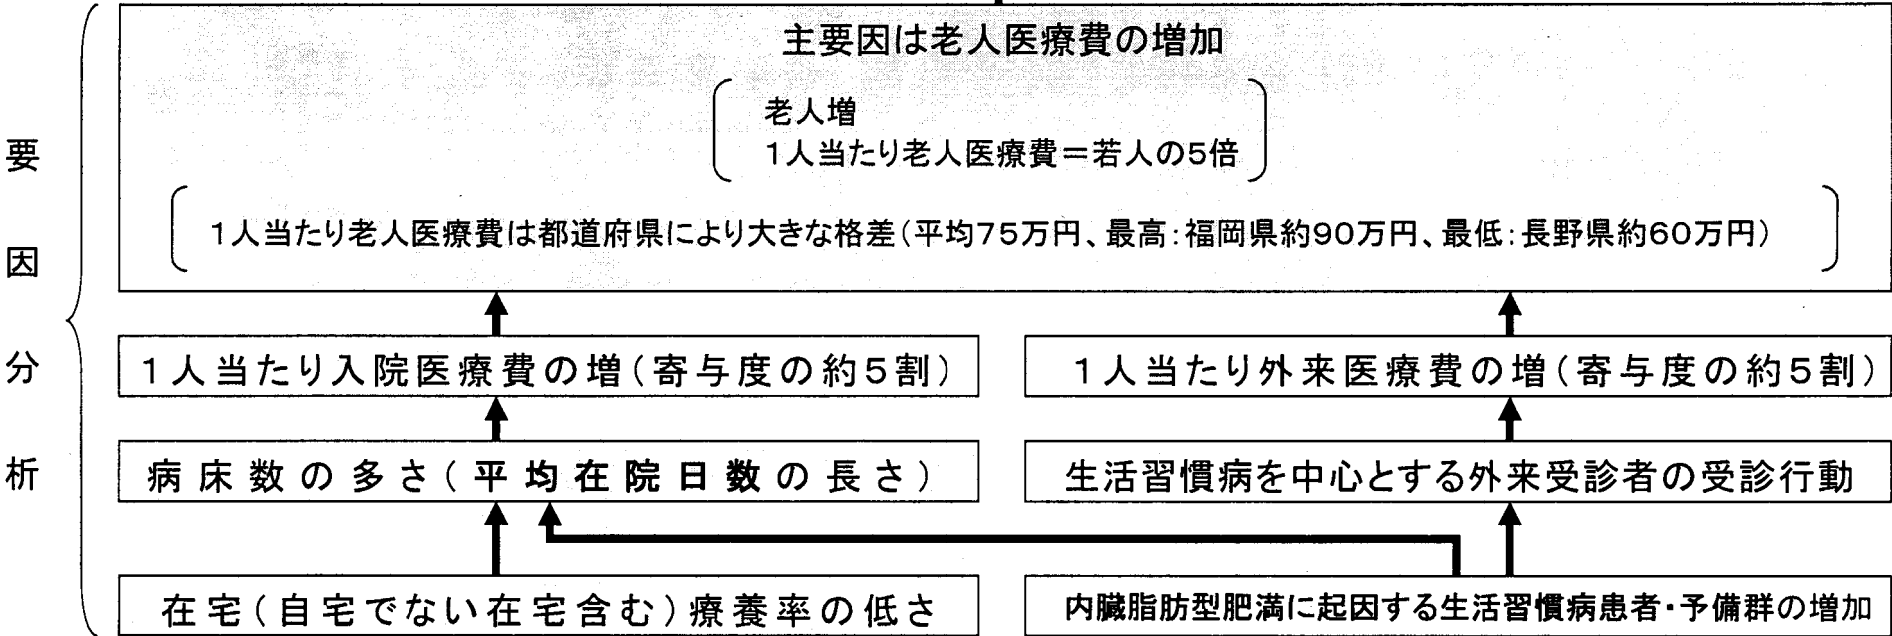 要因分析
主要因は老人医療費の増加
老人増
1人当たり老人医療費=若人の5倍
1人当たり老人医療費は都道府県により大きな格差(平均75万円、最高:福岡県約90万円、最低:長野県約60万円)
1人当たり入院医療費の増(寄与度の約5割)
1人当たり外来医療費の増(寄与度の約5割)
病床数の多さ(平均在院日数の長さ)
生活習慣病を中心とする外来受診者の受診行動
在宅(自宅でない在宅含む)療養率の低さ
内臓脂肪型肥満に起因する生活習慣病患者・予備群の増加